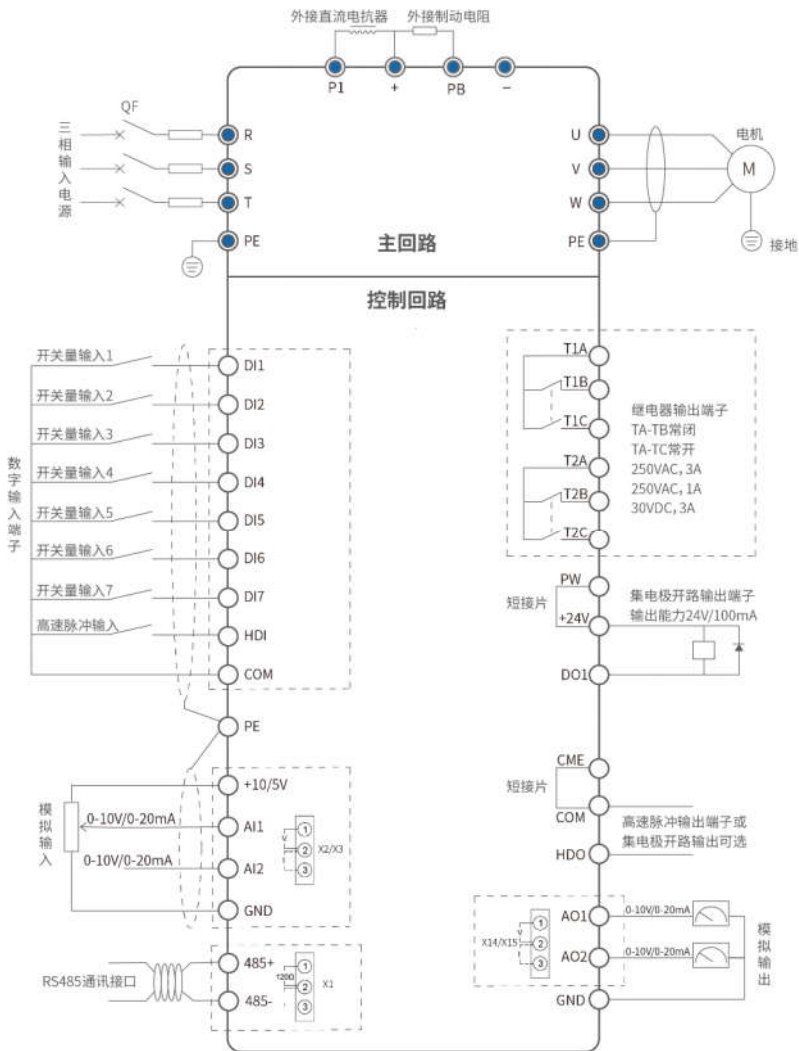 外接直流电抗器
外接制动电阻
P1
+
PB
−
QF
三相输入电源
R
S
T
PE
U
V
W
PE
电机
M
接地
主回路
控制回路
数字输入端子
开关量输入1
DI1
开关量输入2
DI2
开关量输入3
DI3
开关量输入4
DI4
开关量输入5
DI5
开关量输入6
DI6
开关量输入7
DI7
高速脉冲输入
HDI
COM
PE
T1A
T1B
T1C
T2A
T2B
T2C
继电器输出端子
TA-TB常闭
TA-TC常开
250VAC, 3A
250VAC, 1A
30VDC, 3A
短接片
PW
+24V
集电极开路输出端子
输出能力24V/100mA
DO1
短接片
CME
COM
高速脉冲输出端子或
集电极开路输出可选
HDO
模拟输入
+10/5V
0-10V/0-20mA
AI1
0-10V/0-20mA
AI2
GND
V
1
2
3
X2/X3
RS485通讯接口
485+
485-
120Ω
1
2
3
X1
X14/X15
V
1
2
3
AO1
0-10V/0-20mA
AO2
0-10V/0-20mA
GND
模拟输出